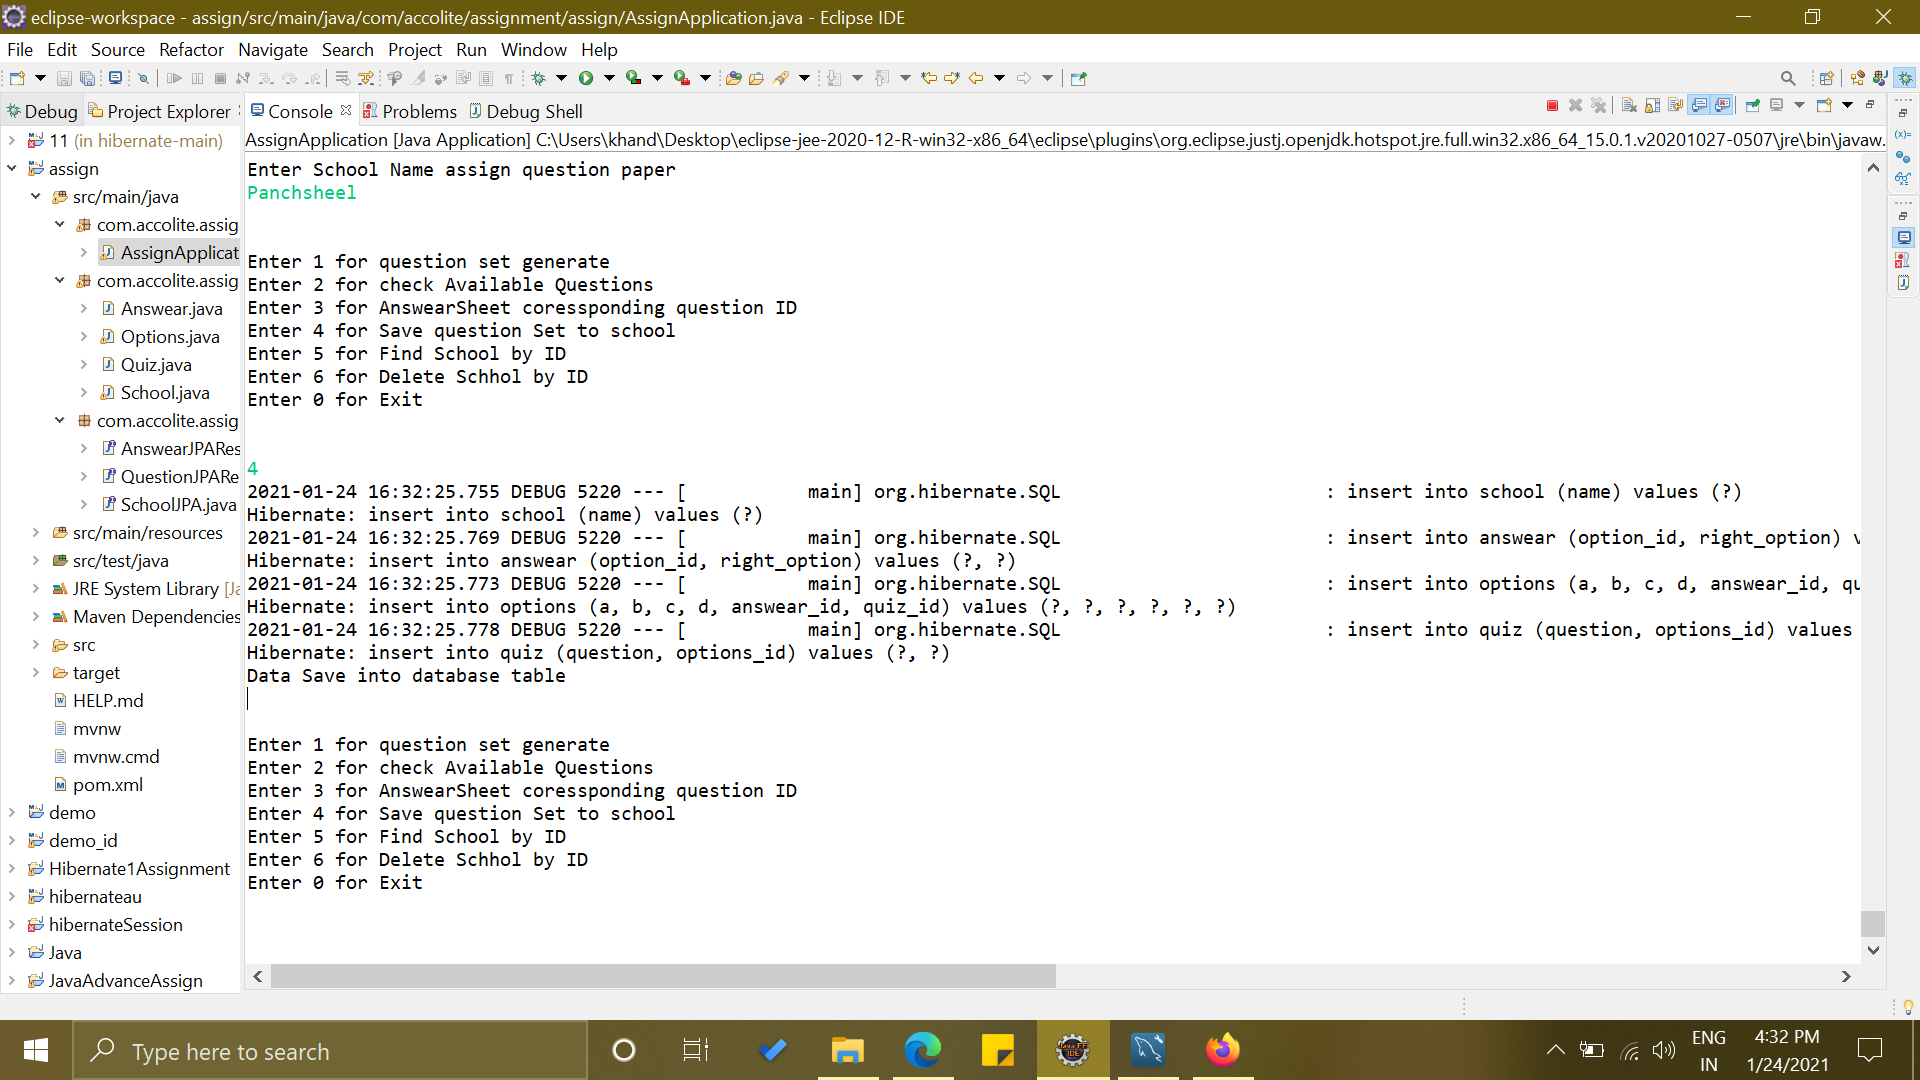 eclipse-workspace - assign/src/main/java/com/accolite/assignment/assign/AssignApplication.java - Eclipse IDE
File Edit Source Refactor Navigate Search Project Run Window Help
Debug Project Explorer Console Problems Debug Shell
11 (in hibernate-main)
assign
src/main/java
com.accolite.assig
AssignApplicat
com.accolite.assig
Answear.java
Options.java
Quiz.java
School.java
com.accolite.assig
AnswearJPARes
QuestionJPARe
SchoolJPA.java
src/main/resources
src/test/java
JRE System Library [Ja
Maven Dependencies
src
target
HELP.md
mvnw
mvnw.cmd
pom.xml
demo
demo_id
Hibernate1Assignment
hibernateau
hibernateSession
Java
JavaAdvanceAssign
AssignApplication [Java Application] C:\Users\khand\Desktop\eclipse-jee-2020-12-R-win32-x86_64\eclipse\plugins\org.eclipse.justj.openjdk.hotspot.jre.full.win32.x86_64_15.0.1.v20201027-0507\jre\bin\javaw.
Enter School Name assign question paper
Panchsheel
Enter 1 for question set generate
Enter 2 for check Available Questions
Enter 3 for AnswearSheet coressponding question ID
Enter 4 for Save question Set to school
Enter 5 for Find School by ID
Enter 6 for Delete Schhol by ID
Enter 0 for Exit
4
2021-01-24 16:32:25.755 DEBUG 5220 --- [           main] org.hibernate.SQL                        : insert into school (name) values (?)
Hibernate: insert into school (name) values (?)
2021-01-24 16:32:25.769 DEBUG 5220 --- [           main] org.hibernate.SQL                        : insert into answear (option_id, right_option) v
Hibernate: insert into answear (option_id, right_option) values (?, ?)
2021-01-24 16:32:25.773 DEBUG 5220 --- [           main] org.hibernate.SQL                        : insert into options (a, b, c, d, answear_id, qu
Hibernate: insert into options (a, b, c, d, answear_id, quiz_id) values (?, ?, ?, ?, ?, ?)
2021-01-24 16:32:25.778 DEBUG 5220 --- [           main] org.hibernate.SQL                        : insert into quiz (question, options_id) values
Hibernate: insert into quiz (question, options_id) values (?, ?)
Data Save into database table
Enter 1 for question set generate
Enter 2 for check Available Questions
Enter 3 for AnswearSheet coressponding question ID
Enter 4 for Save question Set to school
Enter 5 for Find School by ID
Enter 6 for Delete Schhol by ID
Enter 0 for Exit
Type here to search
ENG
IN
4:32 PM
1/24/2021